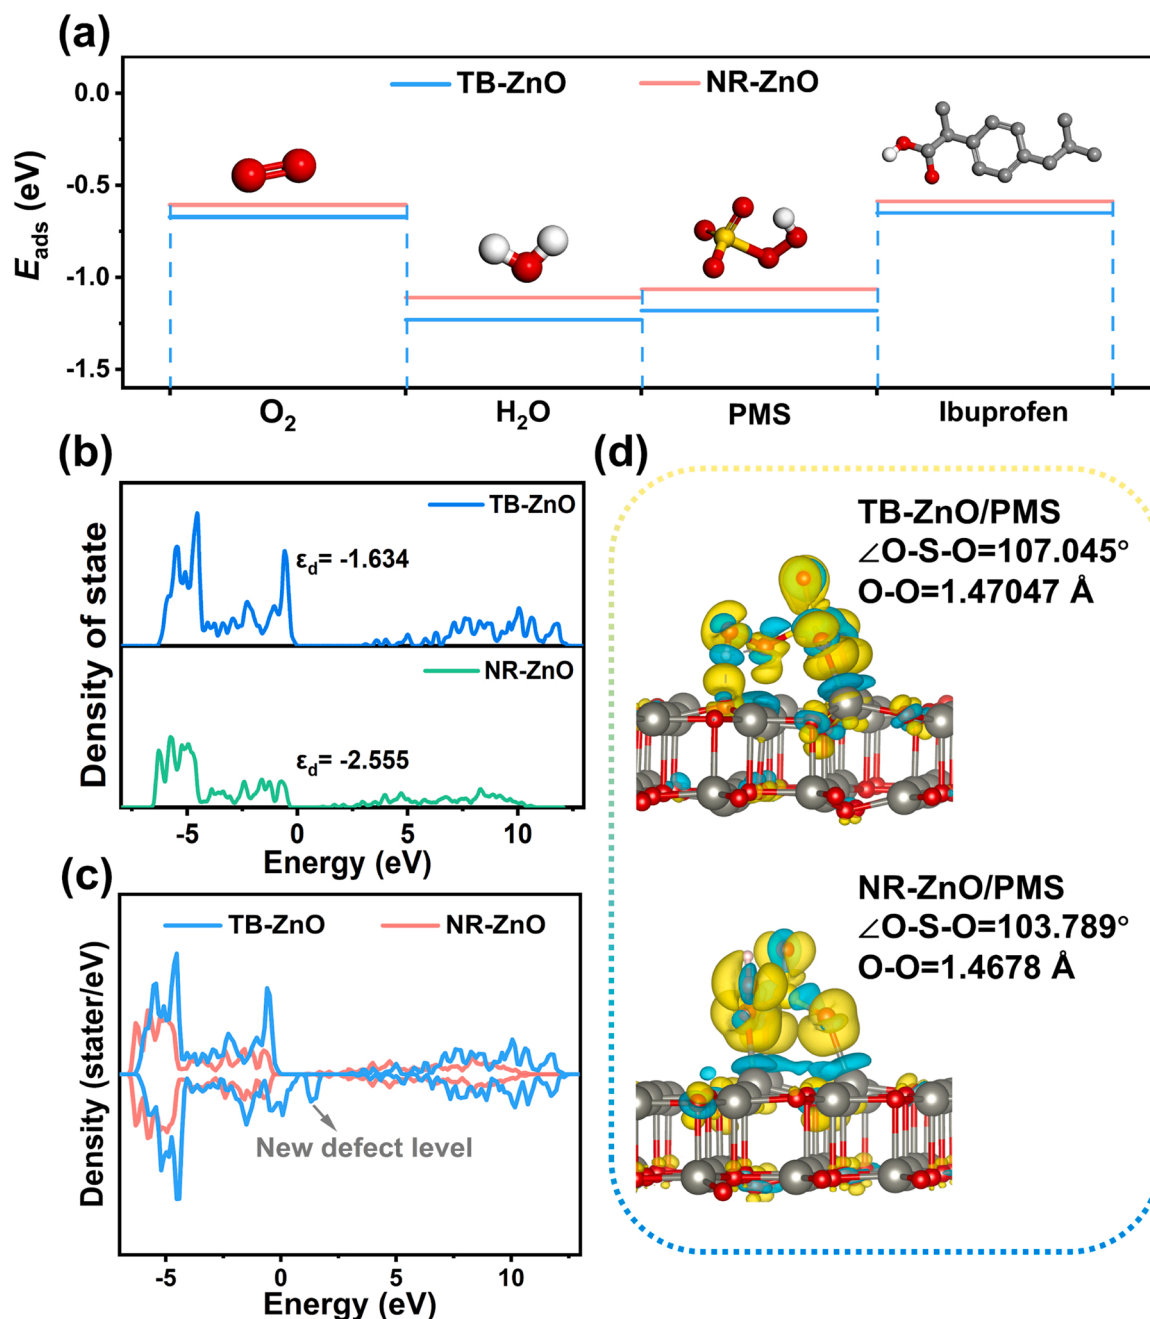 (a)
TB-ZnO NR-ZnO
E_ads (eV)
0.0
-0.5
-1.0
-1.5
O₂ H₂O PMS Ibuprofen
(b)
Density of state
TB-ZnO
ε_d= -1.634
NR-ZnO
ε_d= -2.555
-5 0 5 10
Energy (eV)
(c)
Density (stater/eV)
TB-ZnO NR-ZnO
New defect level
-5 0 5 10
Energy (eV)
(d)
TB-ZnO/PMS
∠O-S-O=107.045°
O-O=1.47047 Å
NR-ZnO/PMS
∠O-S-O=103.789°
O-O=1.4678 Å